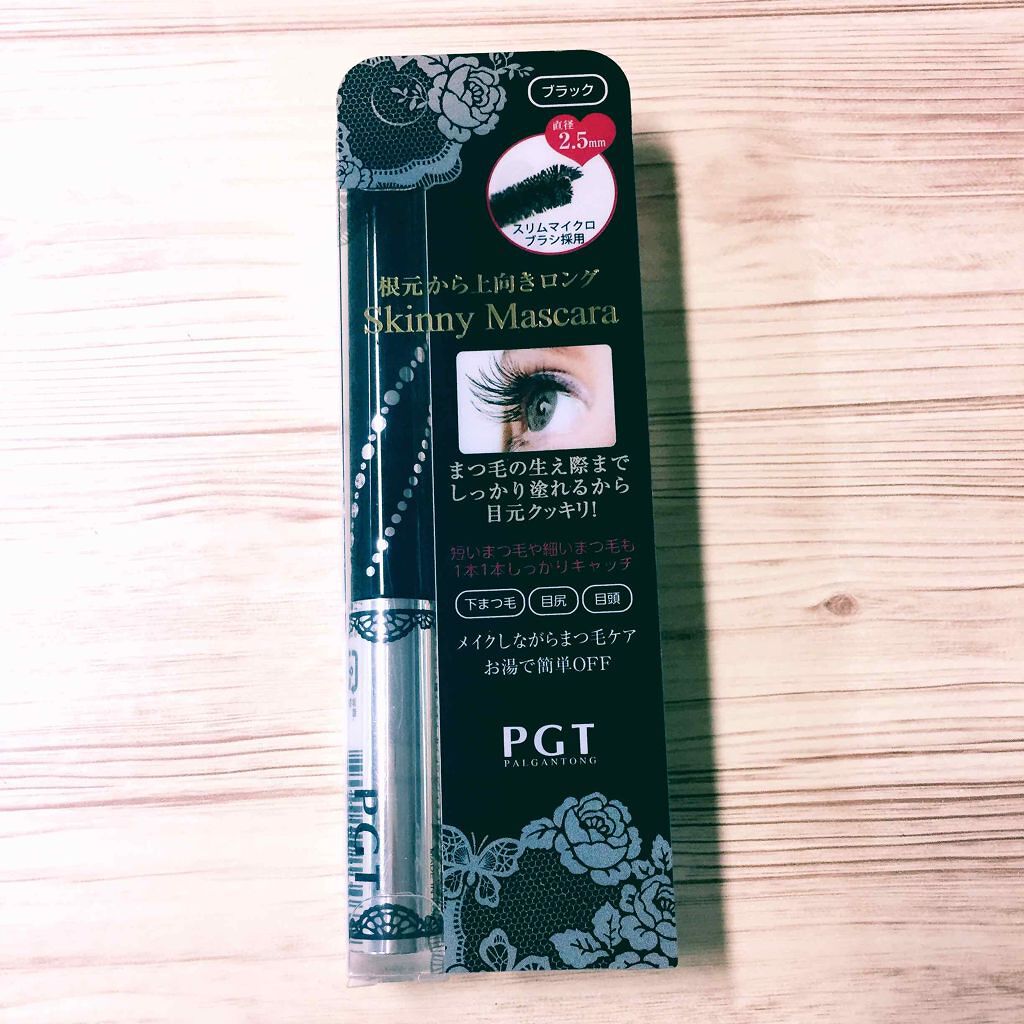 ブラック
直径
2.5mm
スリムマイクロ
ブラシ採用
根元から上向きロング
Skinny Mascara
まつ毛の生え際まで
しっかり塗れるから
目元クッキリ!
短いまつ毛や細いまつ毛も
1本1本しっかりキャッチ
下まつ毛 目尻 目頭
メイクしながらまつ毛ケア
お湯で簡単OFF
PGT
PALGANTONG
PGT